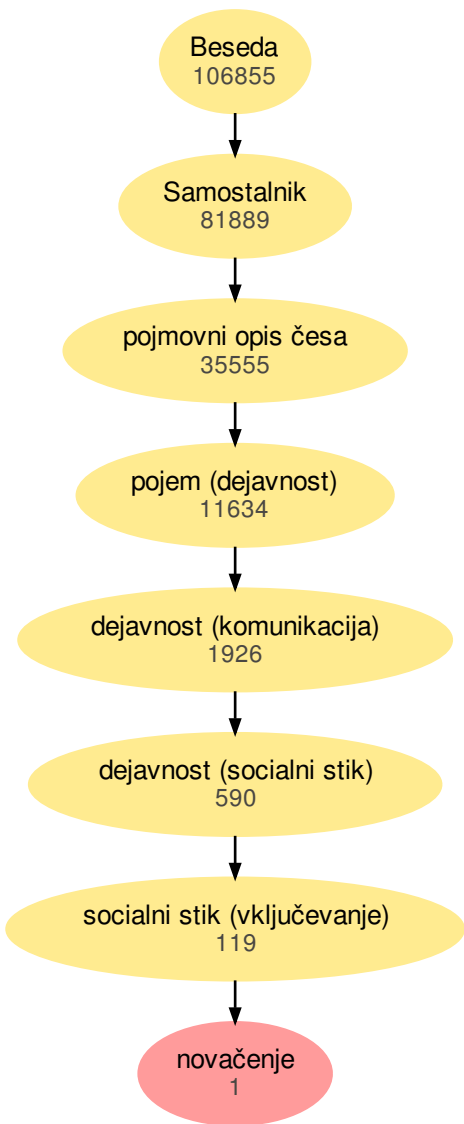 Beseda
106855
Samostalnik
81889
pojmovni opis česa
35555
pojem (dejavnost)
11634
dejavnost (komunikacija)
1926
dejavnost (socialni stik)
590
socialni stik (vključevanje)
119
novačenje
1